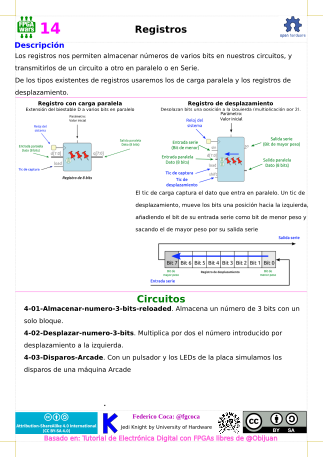 FPGA
WARS
14
Registros
open hardware
Descripción
Los registros nos permiten almacenar números de varios bits en nuestros circuitos, y
transmitirlos de un circuito a otro en paralelo o en Serie.
De los tipos existentes de registros usaremos los de carga paralela y los registros de
desplazamiento.
Registro con carga paralela
Extensión del biestable D a varios bits en paralelo
Parámetro
Valor inicial
Reloj del
sistema
Entrada paralela
Dato (8 bits)
Salida paralela
Dato (8 bits)
Tic de captura
Registro de 8 bits
Registro de desplazamiento
Desplazan bits una posición a la izquierda (multiplicación por 2).
Parámetro
Valor inicial
Reloj del
sistema
Entrada serie
(Bit de menor)
Salida serie
(Bit de mayor peso)
Entrada paralela
Dato (8 bits)
Salida paralela
Dato (8 bits)
Tic de captura
Tic de
desplazamiento
El tic de carga captura el dato que entra en paralelo. Un tic de
desplazamiento, mueve los bits una posición hacia la izquierda,
añadiendo el bit de su entrada serie como bit de menor peso y
sacando el de mayor peso por su salida serie
Salida serie
Bit 7 Bit 6 Bit 5 Bit 4 Bit 3 Bit 2 Bit 1 Bit 0
Bit de
mayor peso
Registro de desplazamiento
Bit de
menor peso
Entrada serie
Circuitos
4-01-Almacenar-numero-3-bits-reloaded. Almacena un número de 3 bits con un
solo bloque.
4-02-Desplazar-numero-3-bits. Multiplica por dos el número introducido por
desplazamiento a la izquierda.
4-03-Disparos-Arcade. Con un pulsador y los LEDs de la placa simulamos los
disparos de una máquina Arcade
Attribution-ShareAlike 4.0 International
(CC BY-SA 4.0)
K
Federico Coca: @fgcoca
Jedi Knight by University of Hardware
cc
BY SA
Basado en: Tutorial de Electrónica Digital con FPGAs libres de @Obijuan